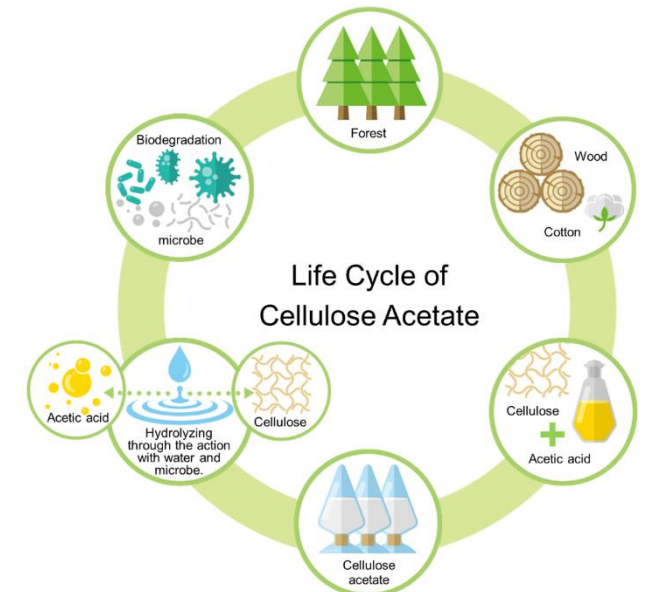 Forest
Wood
Cotton
Cellulose
Acetic acid
Cellulose
acetate
Hydrolyzing
through the action
with water and
microbe.
Acetic acid
Cellulose
Biodegradation
microbe
Life Cycle of
Cellulose Acetate